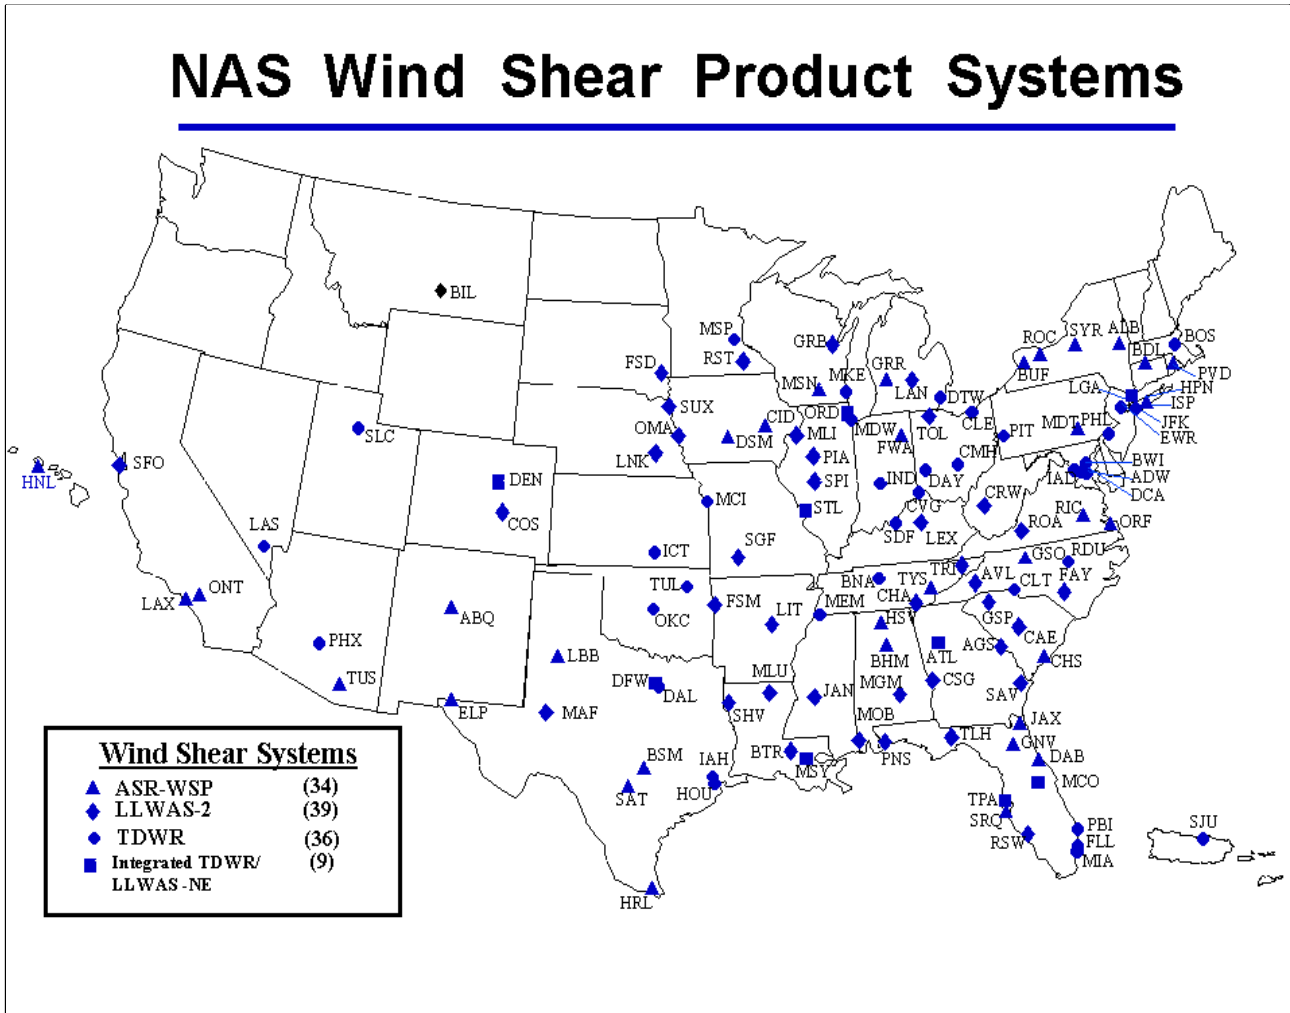 NAS Wind Shear Product Systems
BIL
MSP
GRB
ROC
SYR
ALB
BOS
RST
FSD
MSN
MKE
GRR
LAN
BUF
BDL
PVD
DTW
LGA
HPN
ISP
SUX
CID
ORD
MDW
CLE
JFK
OMA
DSM
MLI
FWA
TOL
PIT
MDT
PHL
EWR
SLC
SFO
LNK
PIA
CMH
BWI
HNL
DEN
SPI
IND
DAY
IAD
ADW
MCI
STL
CVG
CRW
DCA
COS
SDF
LEX
RIC
ORF
LAS
ROA
SGF
ICT
GSO
RDU
TUL
BNA
TYS
TRI
AVL
CLT
FAY
LAX
ONT
CHA
FSM
MEM
ABQ
OKC
LIT
HSV
GSP
CAE
PHX
LBB
BHM
ATL
AGS
CHS
TUS
DFW
DAL
MLU
MGM
CSG
SAV
ELP
MAF
SHV
JAN
MOB
JAX
TLH
GNV
BSM
IAH
BTR
MSY
PNS
DAB
MCO
SAT
HOU
TPA
SRQ
PBI
SJU
RSW
FLL
MIA
HRL
Wind Shear Systems
ASR-WSP (34)
LLWAS-2 (39)
TDWR (36)
Integrated TDWR/ (9)
LLWAS-NE